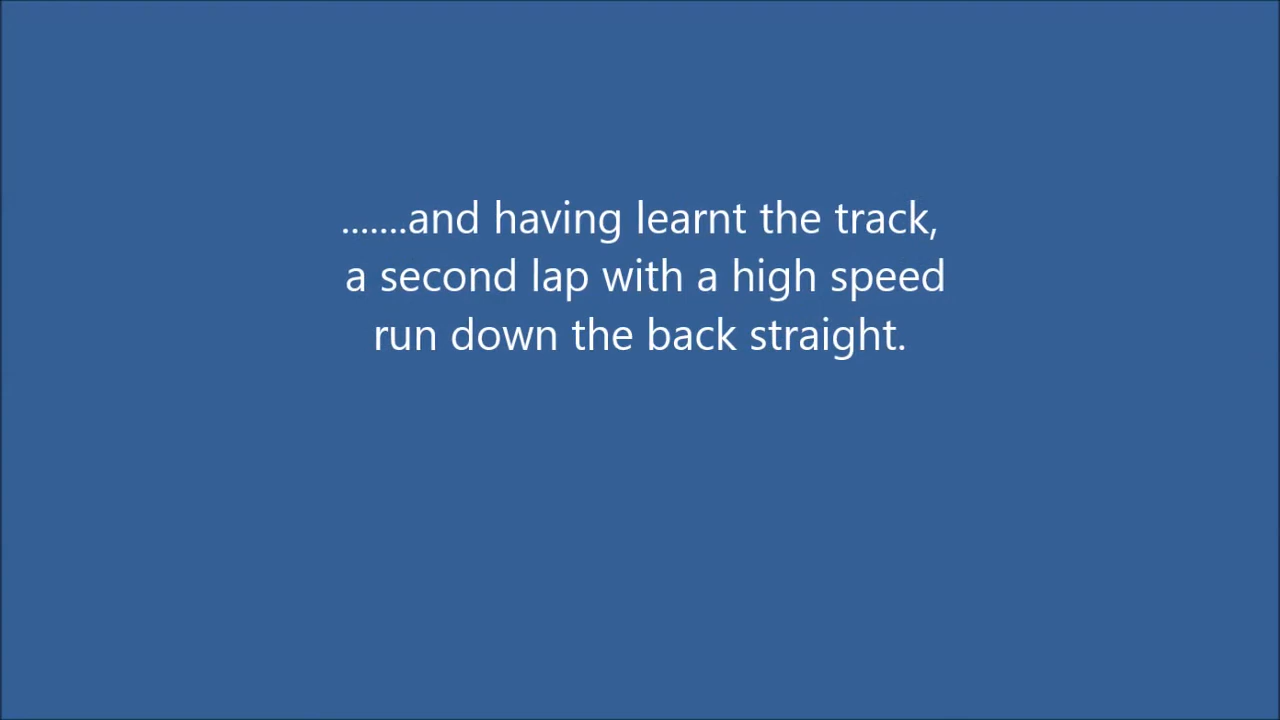 .......and having learnt the track,
a second lap with a high speed
run down the back straight.